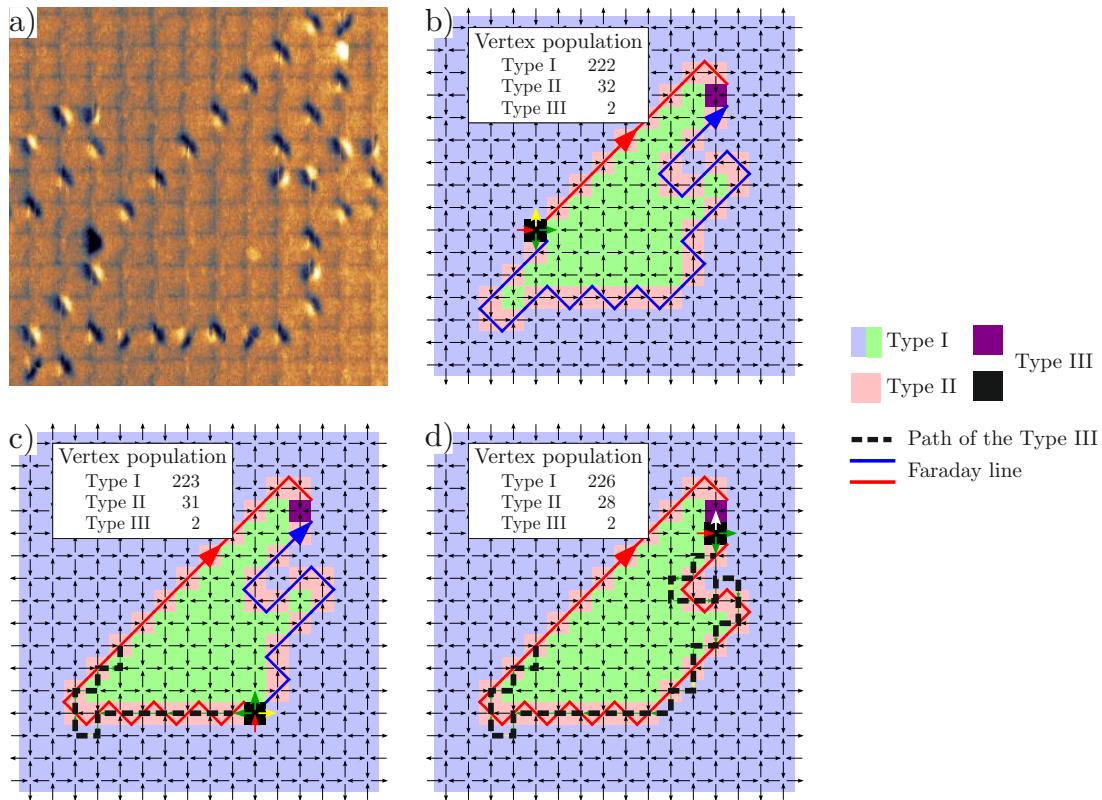 a)
b)
Vertex population
Type I 222
Type II 32
Type III 2
Type I
Type II
Type III
Path of the Type III
Faraday line
c)
Vertex population
Type I 223
Type II 31
Type III 2
d)
Vertex population
Type I 226
Type II 28
Type III 2